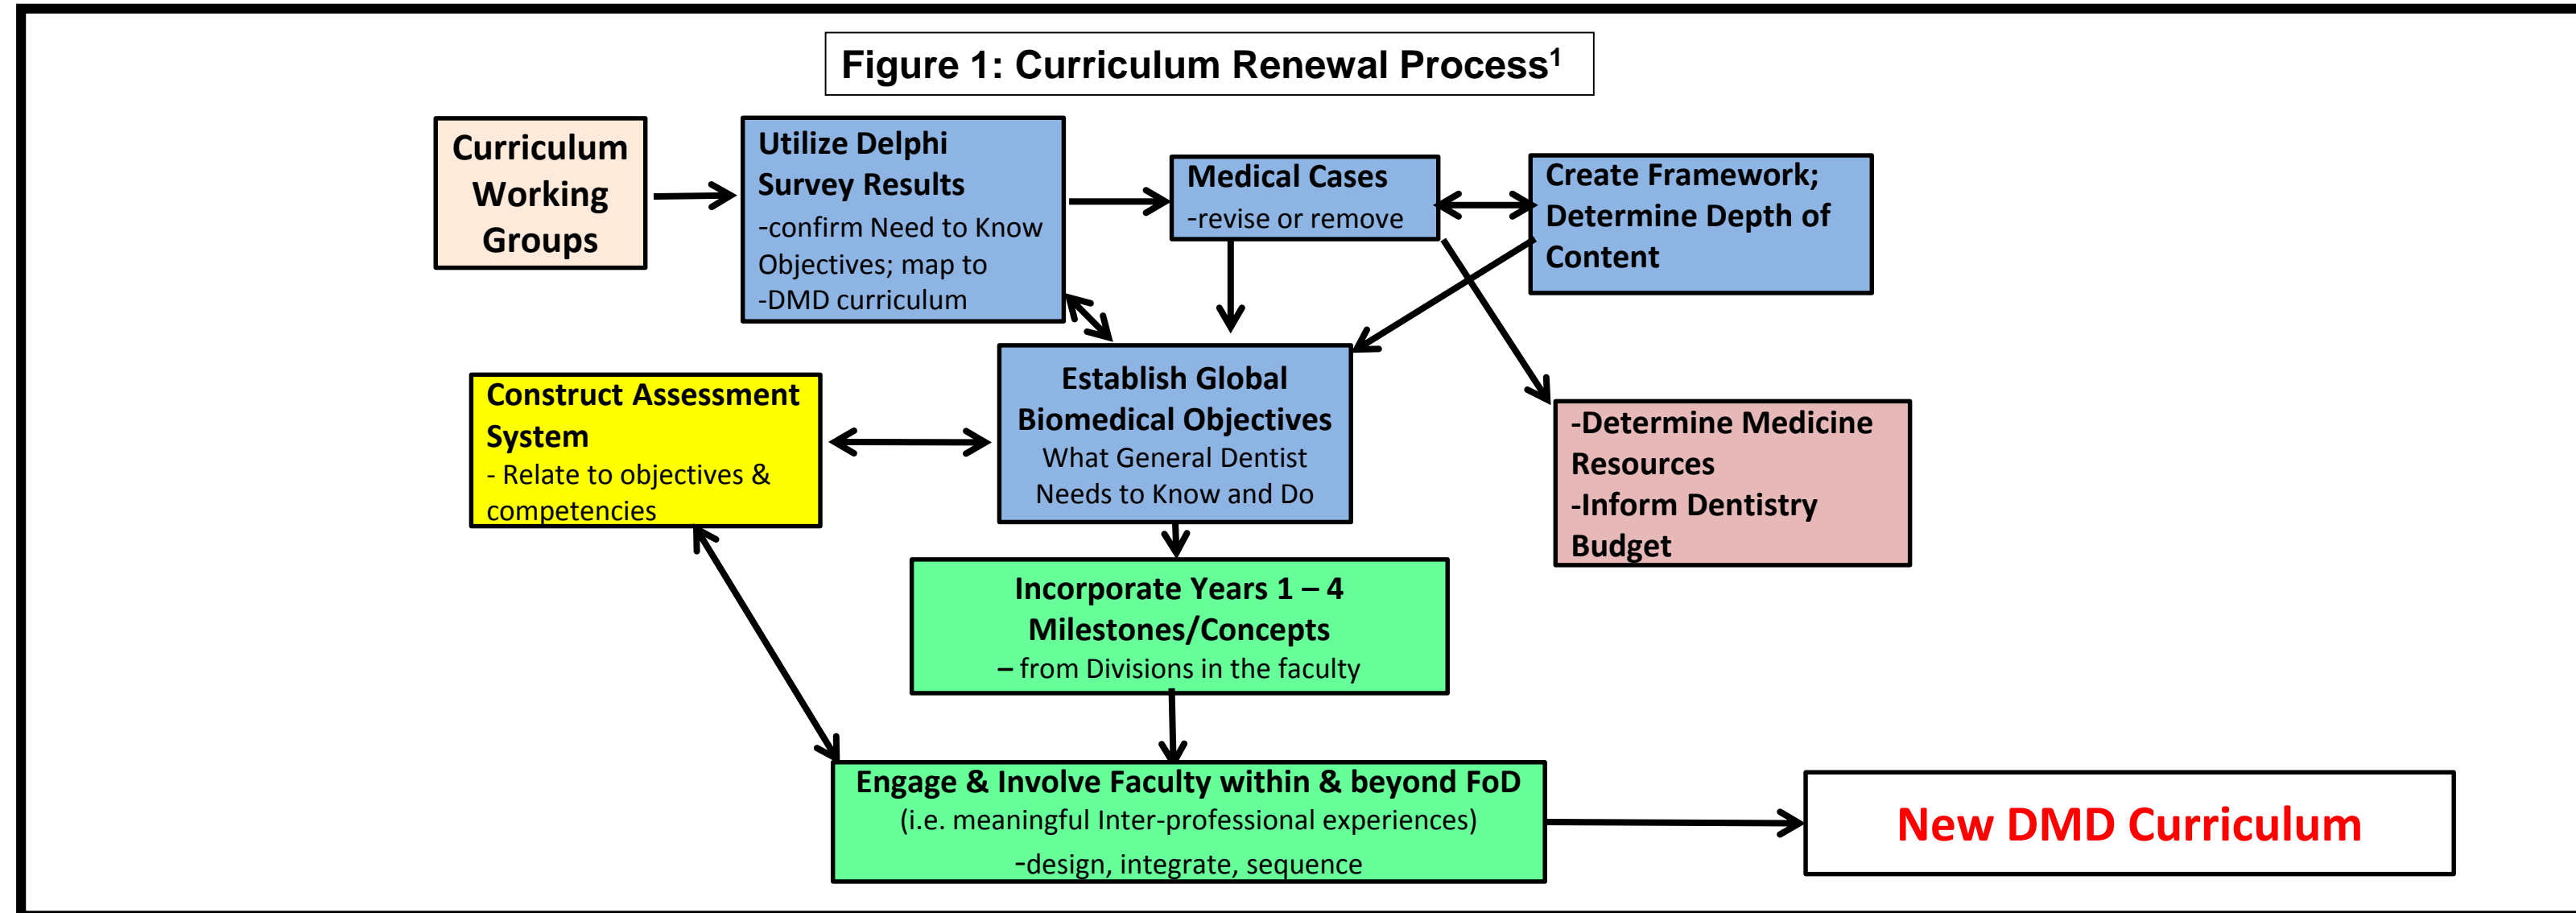 Figure 1: Curriculum Renewal Process¹
Curriculum
Working
Groups
Utilize Delphi
Survey Results
-confirm Need to Know
Objectives; map to
-DMD curriculum
Medical Cases
-revise or remove
Create Framework;
Determine Depth of
Content
Construct Assessment
System
- Relate to objectives &
competencies
Establish Global
Biomedical Objectives
What General Dentist
Needs to Know and Do
-Determine Medicine
Resources
-Inform Dentistry
Budget
Incorporate Years 1 – 4
Milestones/Concepts
– from Divisions in the faculty
Engage & Involve Faculty within & beyond FoD
(i.e. meaningful Inter-professional experiences)
-design, integrate, sequence
New DMD Curriculum